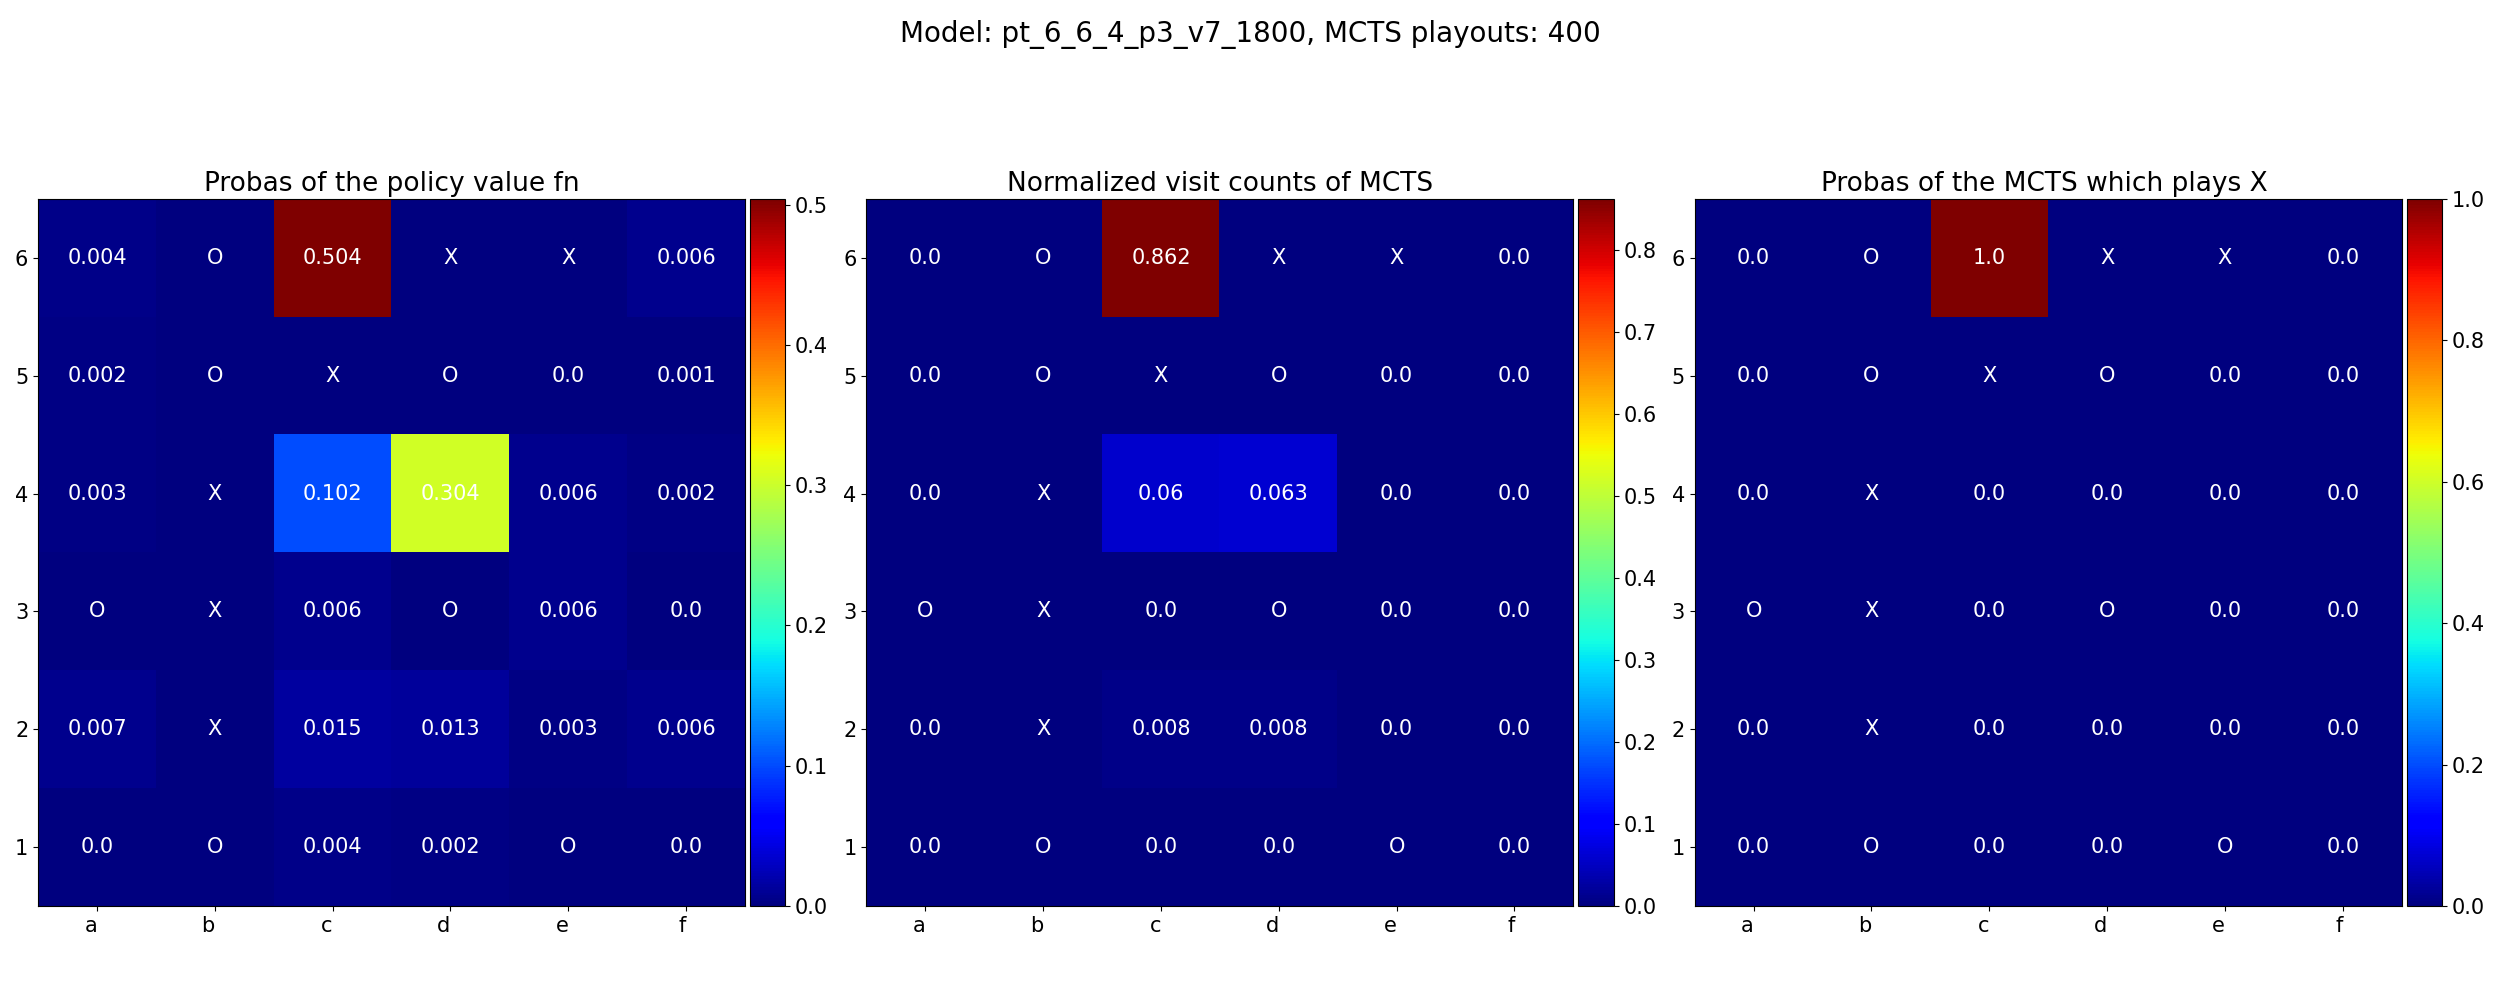 Model: pt_6_6_4_p3_v7_1800, MCTS playouts: 400
Probas of the policy value fn
6 0.004 O 0.504 X X 0.006
5 0.002 O X O 0.0 0.001
4 0.003 X 0.102 0.304 0.006 0.002
3 O X 0.006 O 0.006 0.0
2 0.007 X 0.015 0.013 0.003 0.006
1 0.0 O 0.004 0.002 O 0.0
a b c d e f
0.5
0.4
0.3
0.2
0.1
0.0
Normalized visit counts of MCTS
6 0.0 O 0.862 X X 0.0
5 0.0 O X O 0.0 0.0
4 0.0 X 0.06 0.063 0.0 0.0
3 O X 0.0 O 0.0 0.0
2 0.0 X 0.008 0.008 0.0 0.0
1 0.0 O 0.0 0.0 O 0.0
a b c d e f
0.8
0.7
0.6
0.5
0.4
0.3
0.2
0.1
0.0
Probas of the MCTS which plays X
6 0.0 O 1.0 X X 0.0
5 0.0 O X O 0.0 0.0
4 0.0 X 0.0 0.0 0.0 0.0
3 O X 0.0 O 0.0 0.0
2 0.0 X 0.0 0.0 0.0 0.0
1 0.0 O 0.0 0.0 O 0.0
a b c d e f
1.0
0.8
0.6
0.4
0.2
0.0